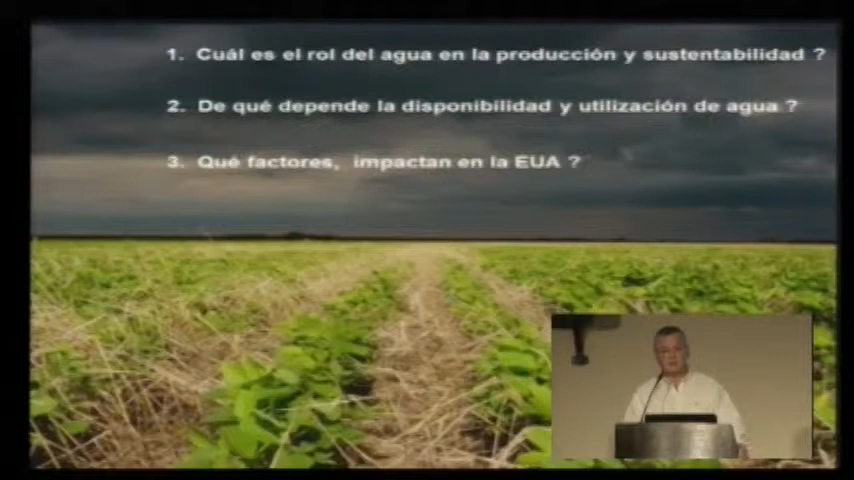 1. Cuál es el rol del agua en la producción y sustentabilidad ?
2. De qué depende la disponibilidad y utilización de agua ?
3. Qué factores, impactan en la EUA ?